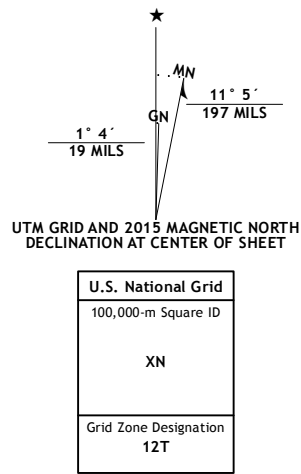 ★
MN
GN
11° 5´
197 MILS
1° 4´
19 MILS
UTM GRID AND 2015 MAGNETIC NORTH
DECLINATION AT CENTER OF SHEET
U.S. National Grid
100,000-m Square ID
XN
Grid Zone Designation
12T